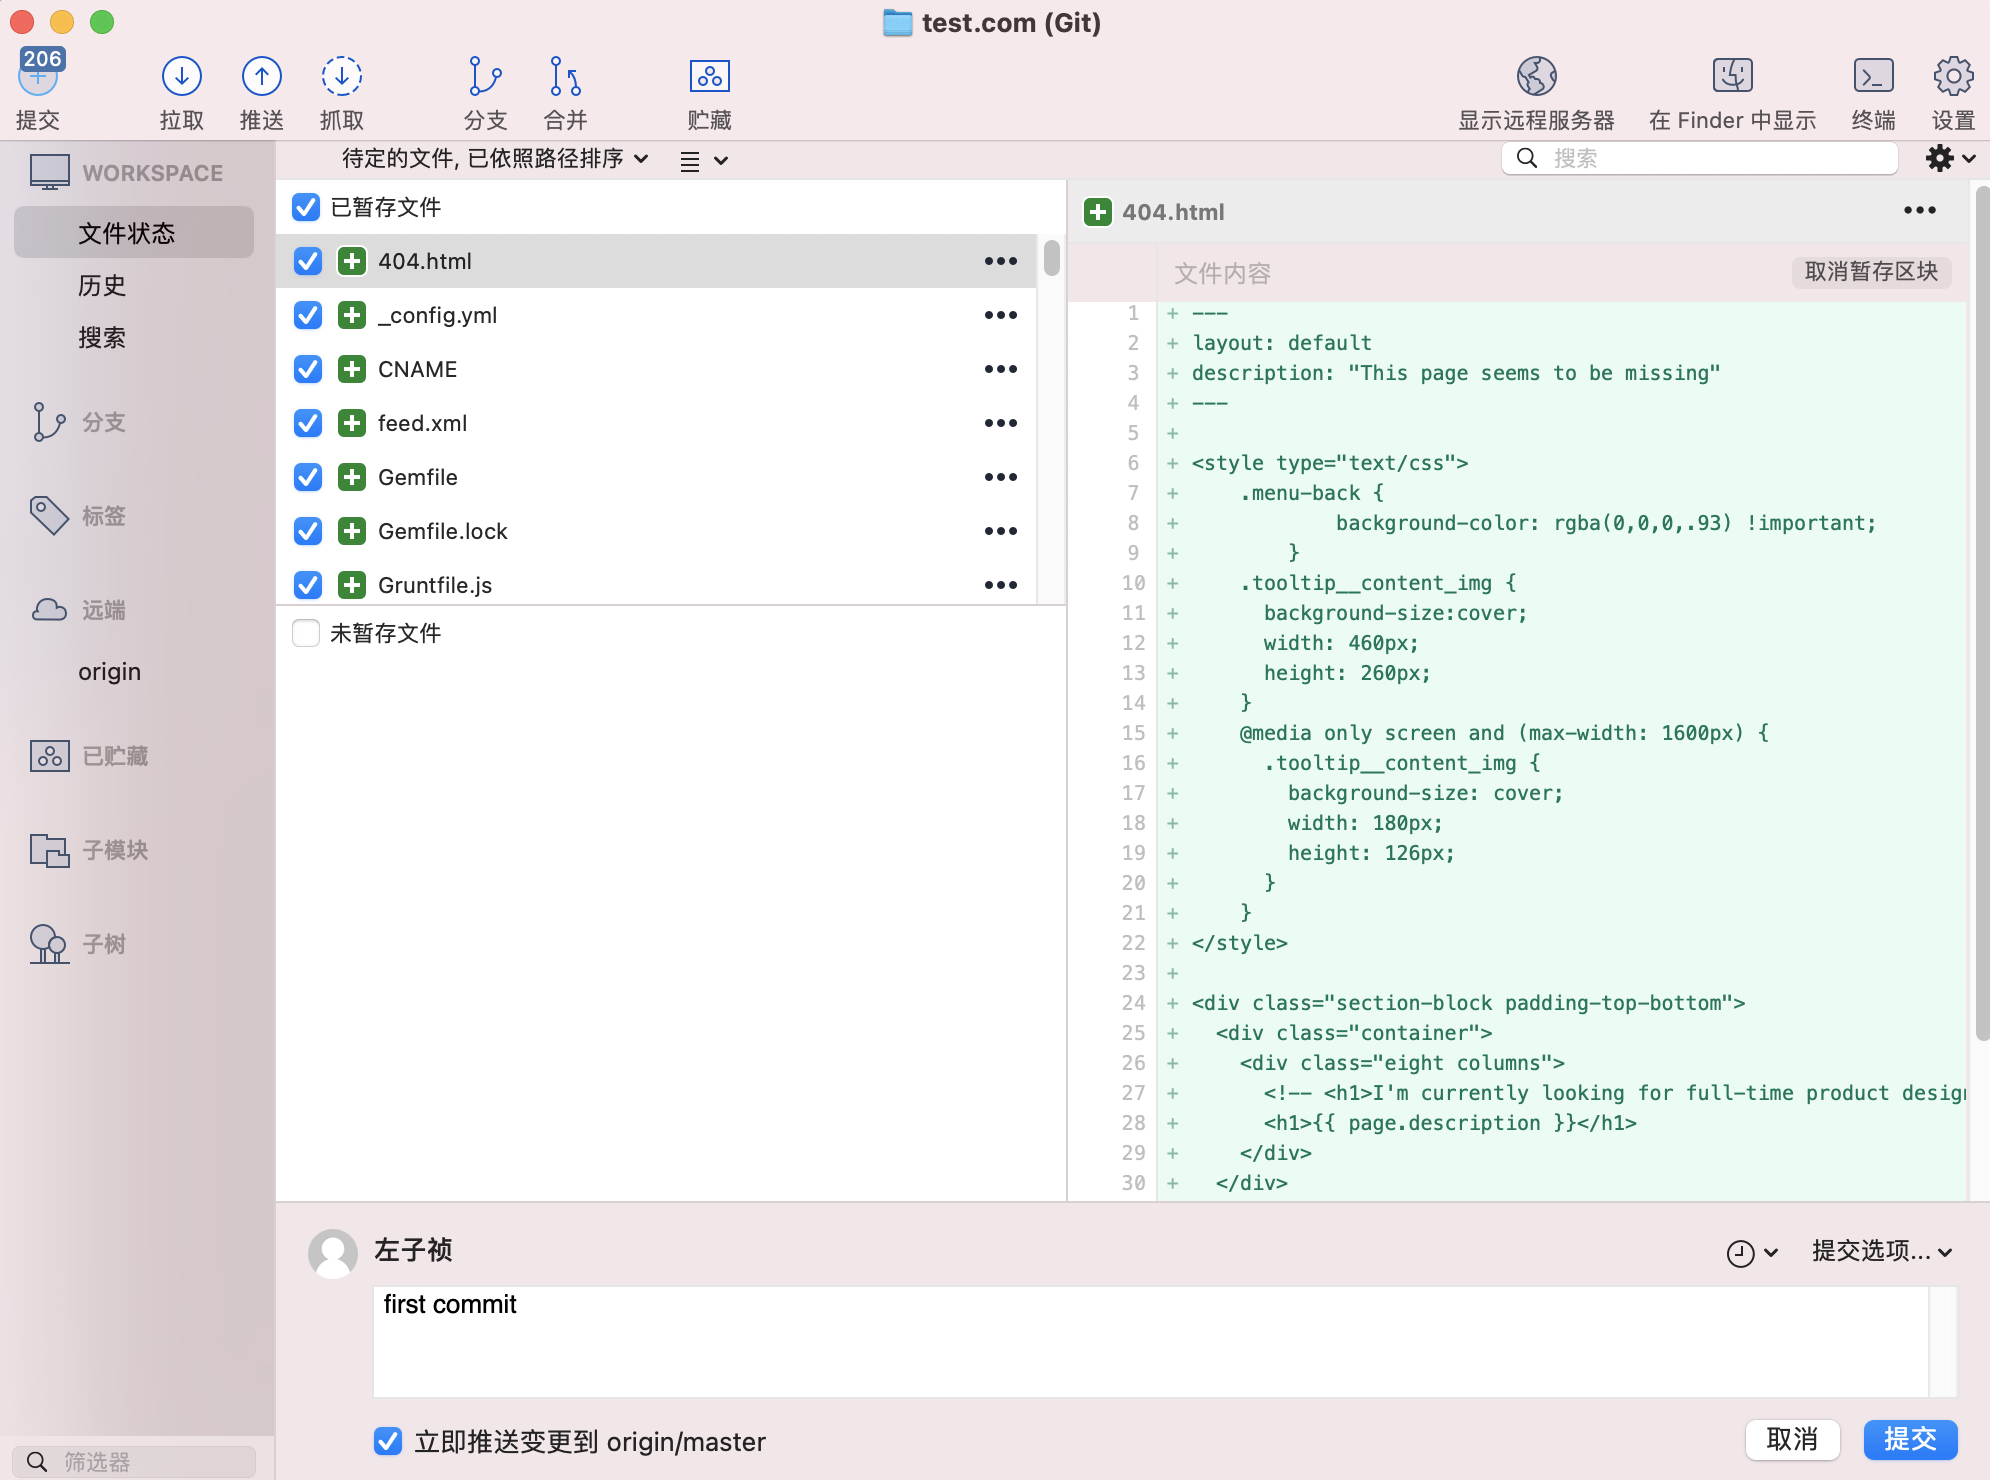 test.com (Git)
206
提交
拉取
推送
抓取
分支
合并
贮藏
显示远程服务器
在 Finder 中显示
终端
设置
WORKSPACE
文件状态
历史
搜索
分支
标签
远端
origin
已贮藏
子模块
子树
筛选器
待定的文件, 已依照路径排序
搜索
已暂存文件
404.html
_config.yml
CNAME
feed.xml
Gemfile
Gemfile.lock
Gruntfile.js
未暂存文件
404.html
文件内容
取消暂存区块
1 + ---
2 + layout: default
3 + description: "This page seems to be missing"
4 + ---
5 +
6 + <style type="text/css">
7 +     .menu-back {
8 +             background-color: rgba(0,0,0,.93) !important;
9 +         }
10 +     .tooltip__content_img {
11 +       background-size:cover;
12 +       width: 460px;
13 +       height: 260px;
14 +     }
15 +     @media only screen and (max-width: 1600px) {
16 +       .tooltip__content_img {
17 +         background-size: cover;
18 +         width: 180px;
19 +         height: 126px;
20 +       }
21 +     }
22 + </style>
23 +
24 + <div class="section-block padding-top-bottom">
25 +   <div class="container">
26 +     <div class="eight columns">
27 +       <!-- <h1>I'm currently looking for full-time product desig
28 +       <h1>{{ page.description }}</h1>
29 +     </div>
30 +   </div>
左子祯
提交选项...
first commit
立即推送变更到 origin/master
取消
提交